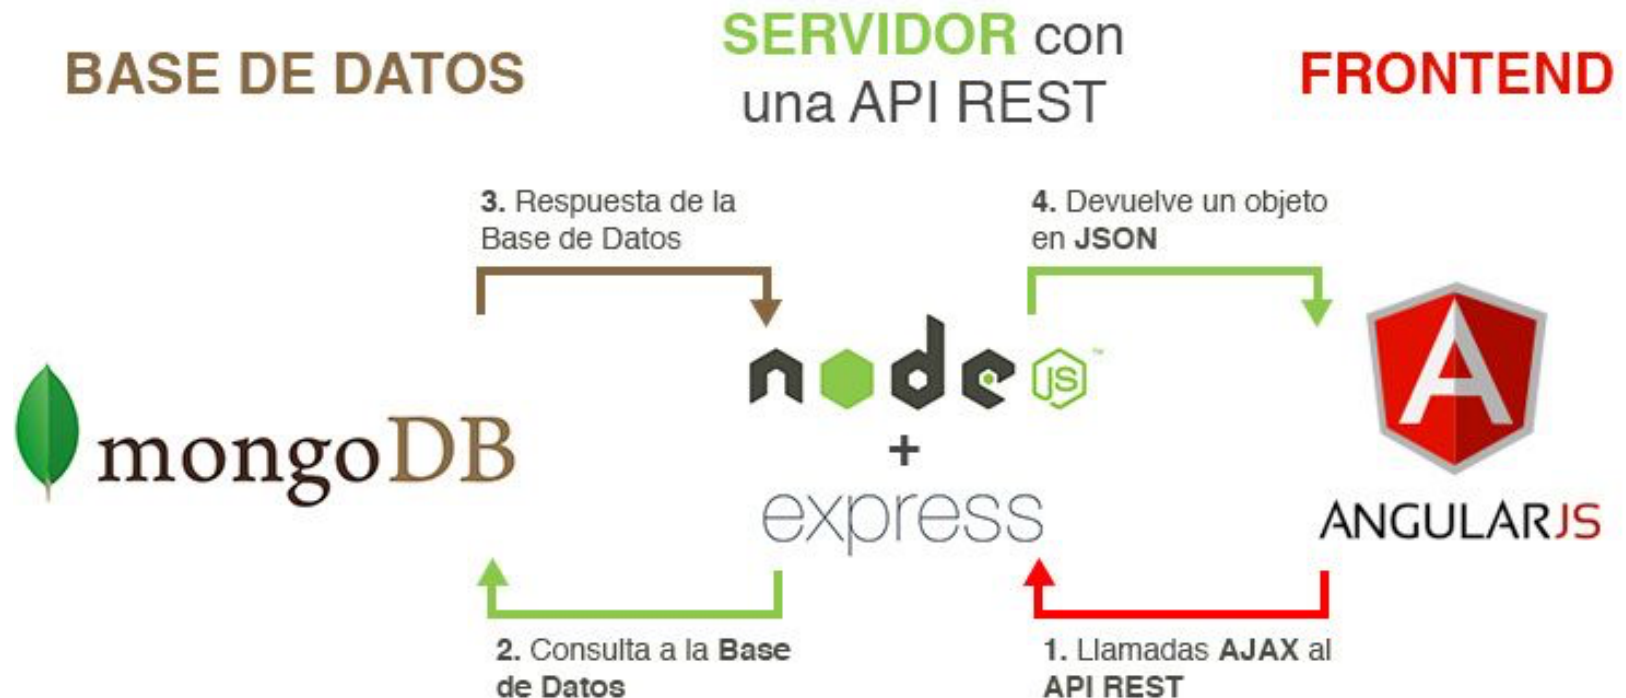 BASE DE DATOS
SERVIDOR con
una API REST
FRONTEND
3. Respuesta de la
Base de Datos
4. Devuelve un objeto
en JSON
mongoDB
node JS™
+
express
ANGULARJS
2. Consulta a la Base
de Datos
1. Llamadas AJAX al
API REST